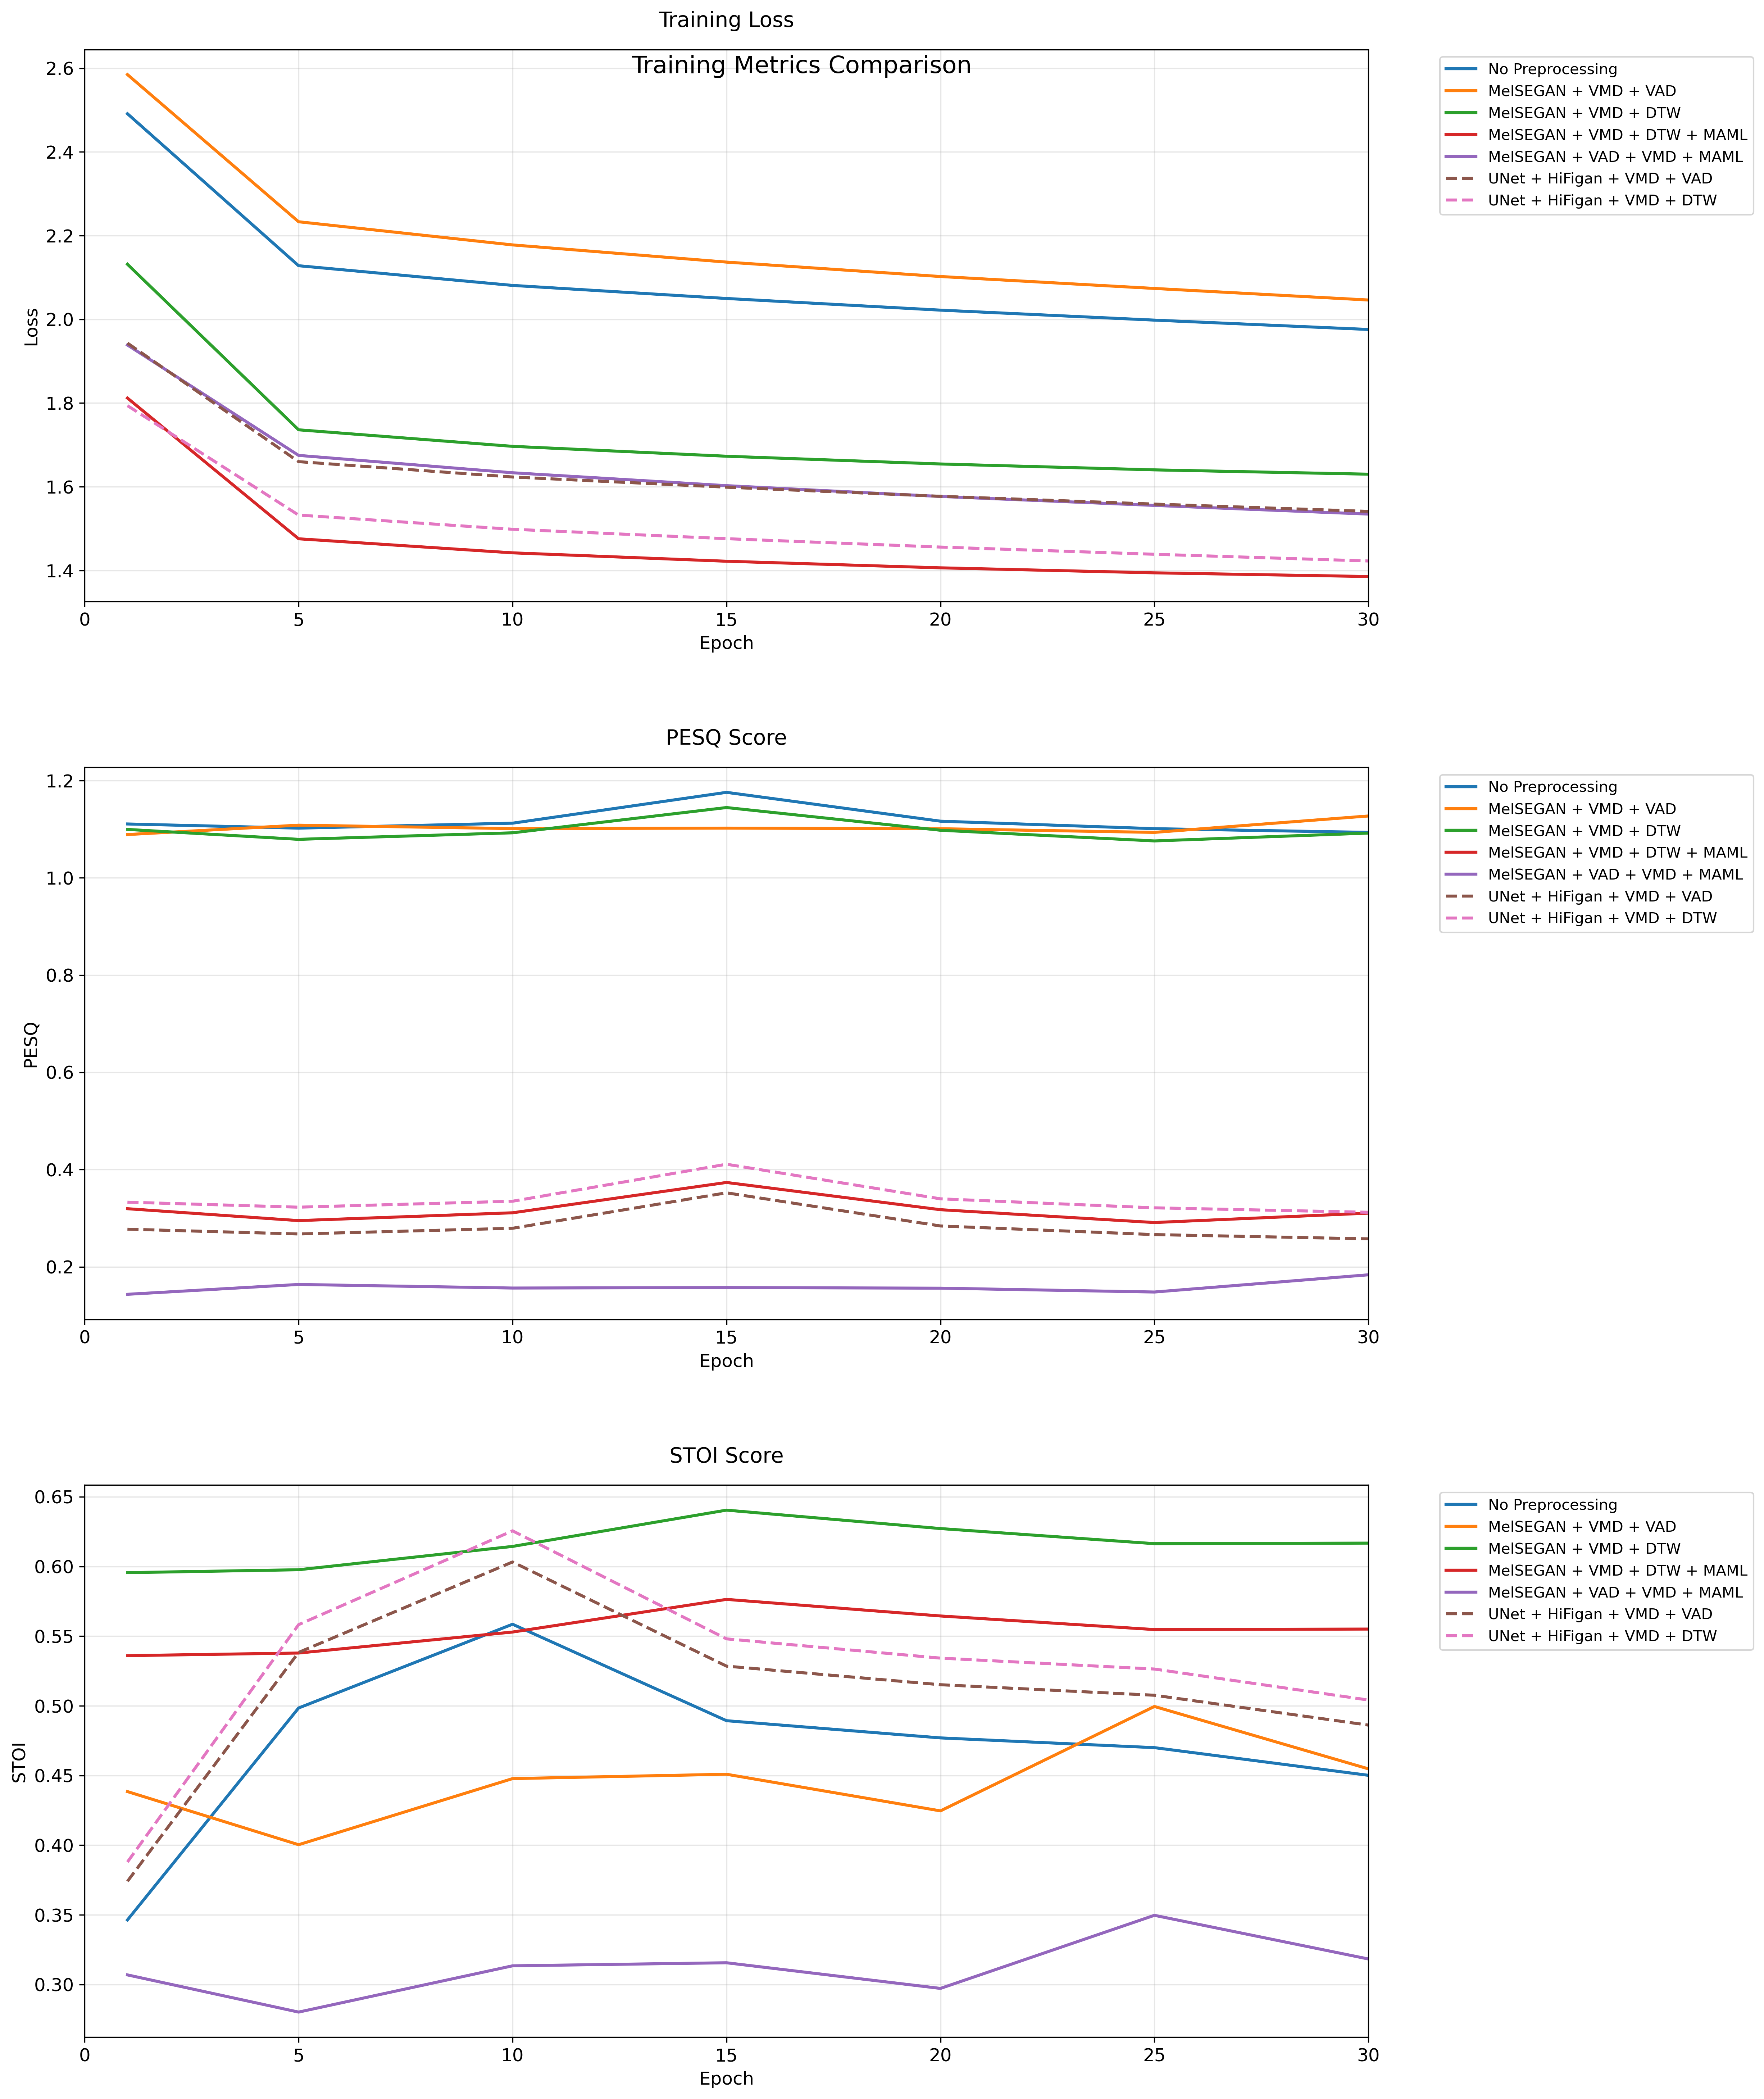 Training Loss
Training Metrics Comparison
2.6
2.4
2.2
2.0
1.8
1.6
1.4
Loss
0 5 10 15 20 25 30
Epoch
No Preprocessing
MelSEGAN + VMD + VAD
MelSEGAN + VMD + DTW
MelSEGAN + VMD + DTW + MAML
MelSEGAN + VAD + VMD + MAML
UNet + HiFigan + VMD + VAD
UNet + HiFigan + VMD + DTW
PESQ Score
1.2
1.0
0.8
0.6
0.4
0.2
PESQ
0 5 10 15 20 25 30
Epoch
No Preprocessing
MelSEGAN + VMD + VAD
MelSEGAN + VMD + DTW
MelSEGAN + VMD + DTW + MAML
MelSEGAN + VAD + VMD + MAML
UNet + HiFigan + VMD + VAD
UNet + HiFigan + VMD + DTW
STOI Score
0.65
0.60
0.55
0.50
0.45
0.40
0.35
0.30
STOI
0 5 10 15 20 25 30
Epoch
No Preprocessing
MelSEGAN + VMD + VAD
MelSEGAN + VMD + DTW
MelSEGAN + VMD + DTW + MAML
MelSEGAN + VAD + VMD + MAML
UNet + HiFigan + VMD + VAD
UNet + HiFigan + VMD + DTW